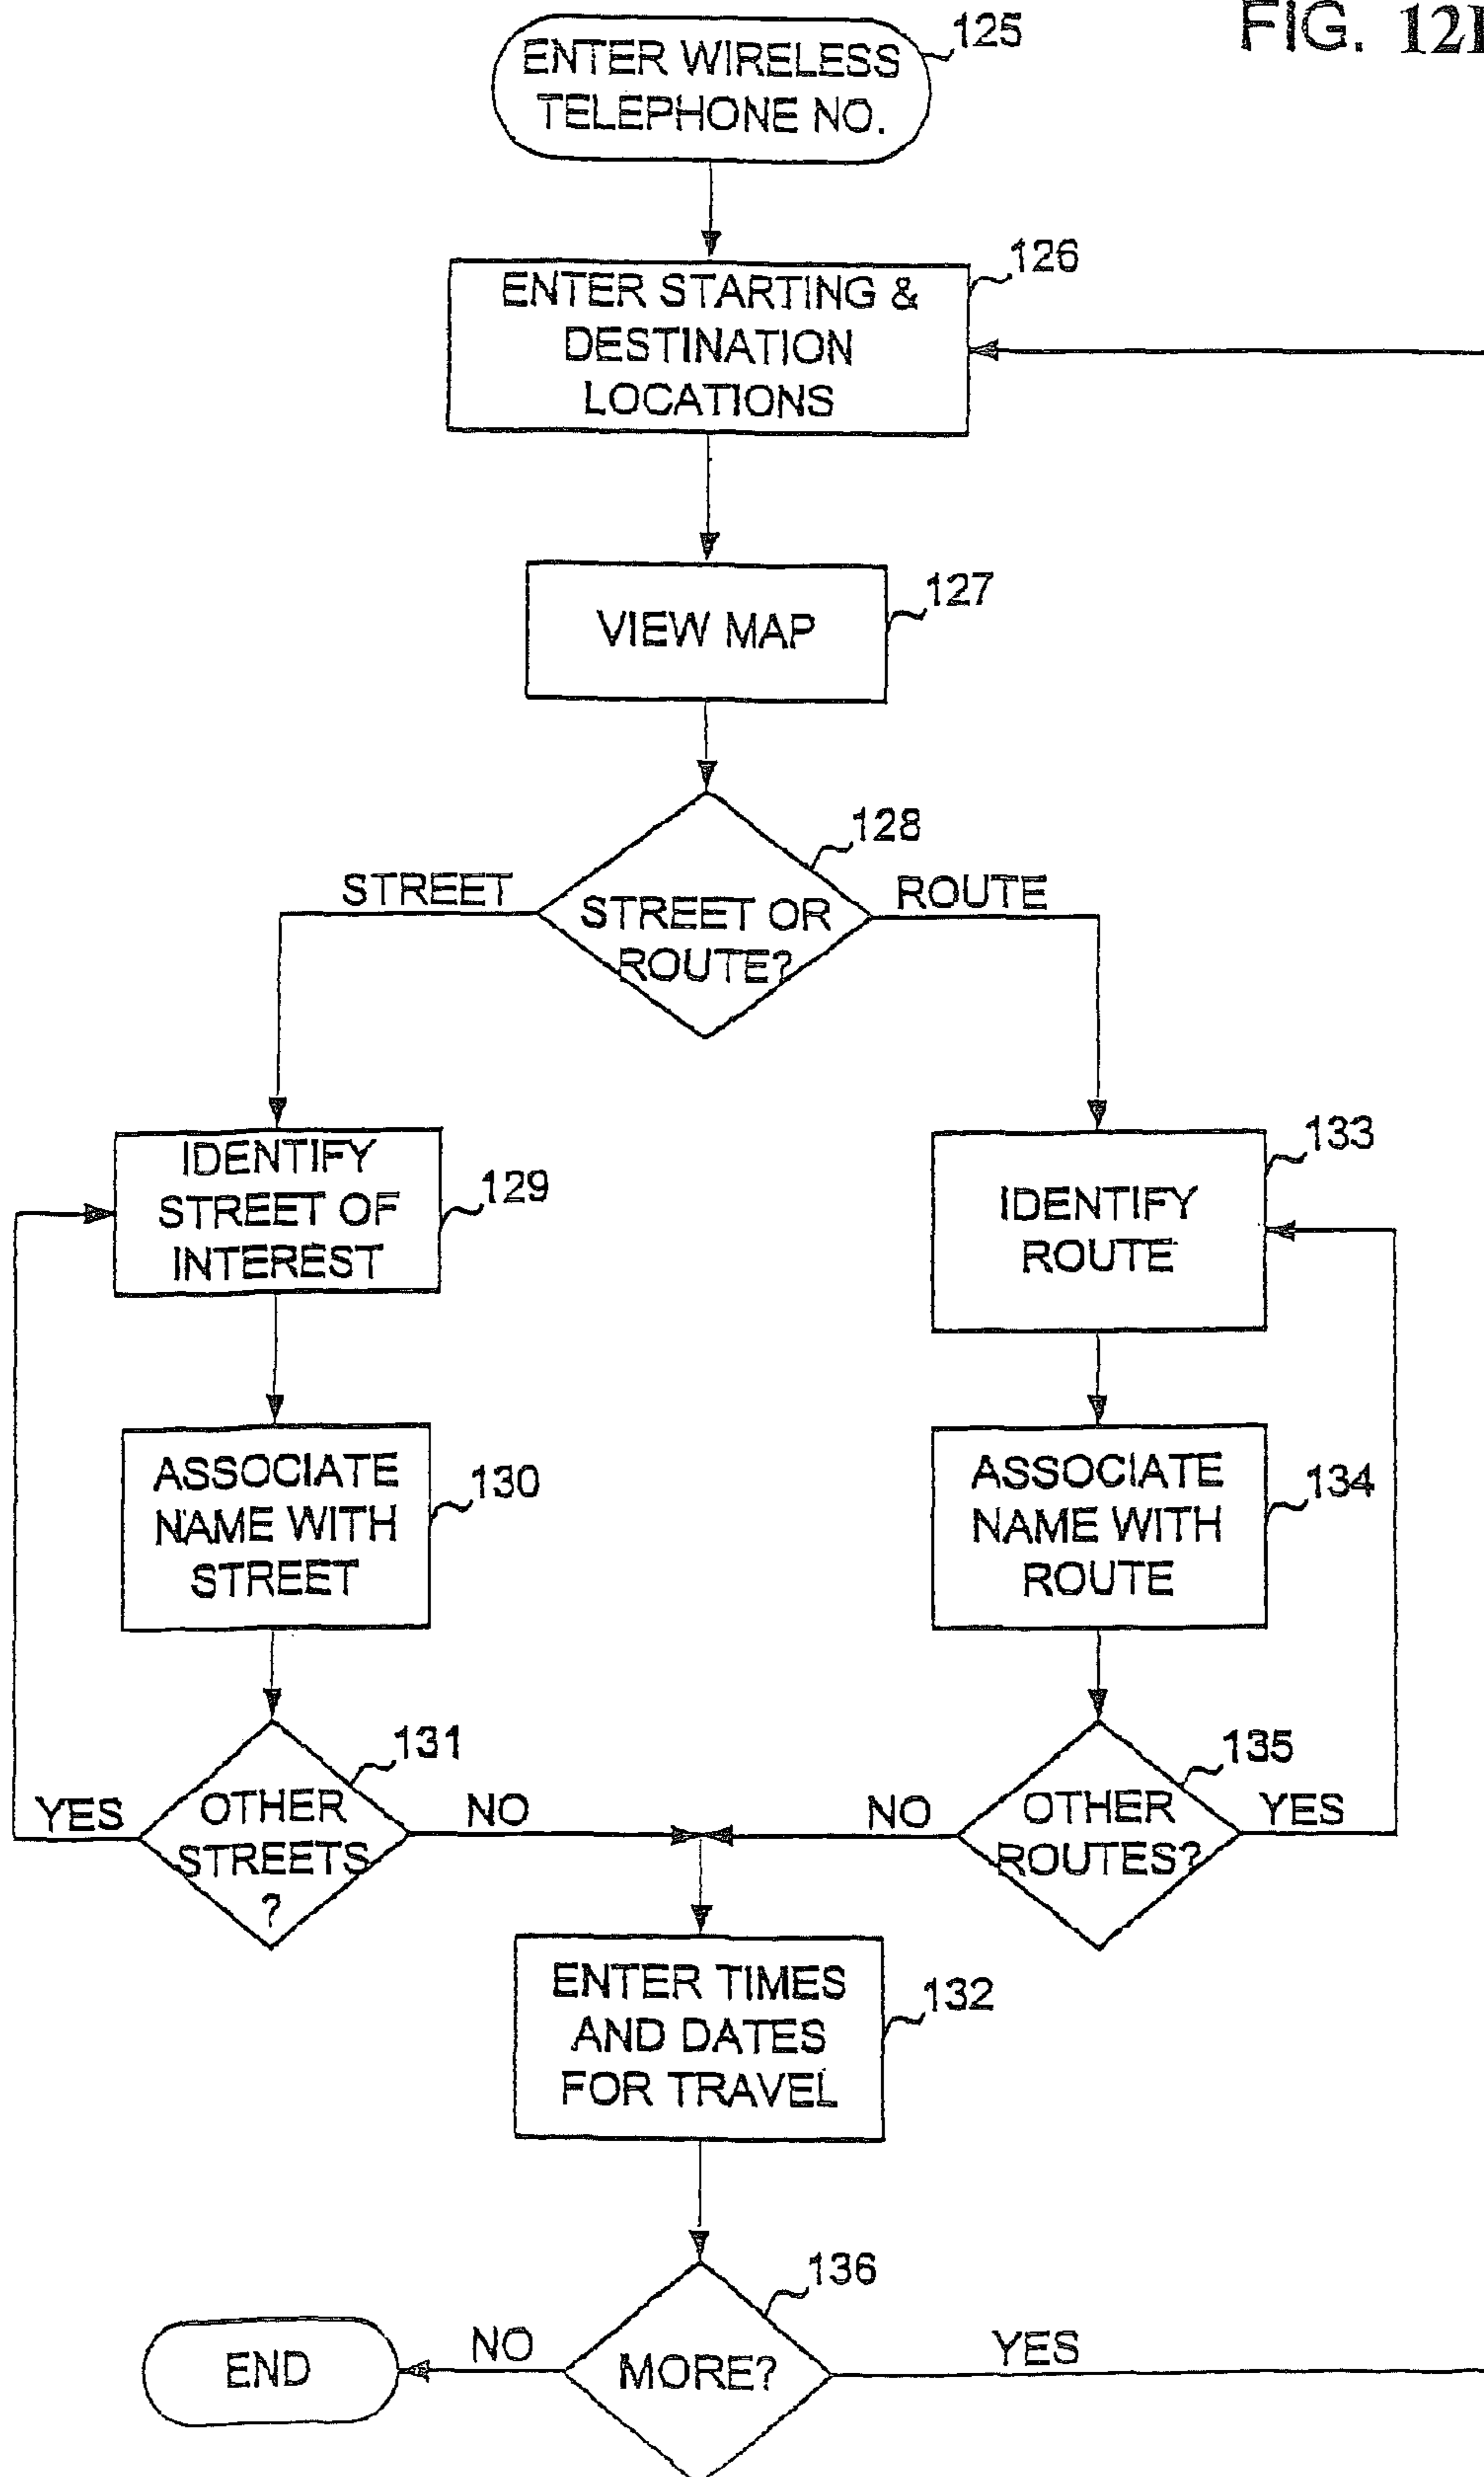 FIG. 12
125
ENTER WIRELESS
TELEPHONE NO.
126
ENTER STARTING &
DESTINATION
LOCATIONS
127
VIEW MAP
128
STREET
STREET OR
ROUTE?
ROUTE
IDENTIFY
STREET OF
INTEREST
129
133
IDENTIFY
ROUTE
ASSOCIATE
NAME WITH
STREET
130
ASSOCIATE
NAME WITH
ROUTE
134
131
YES
OTHER
STREETS
?
NO
135
NO
OTHER
ROUTES?
YES
ENTER TIMES
AND DATES
FOR TRAVEL
132
136
END
NO
MORE?
YES